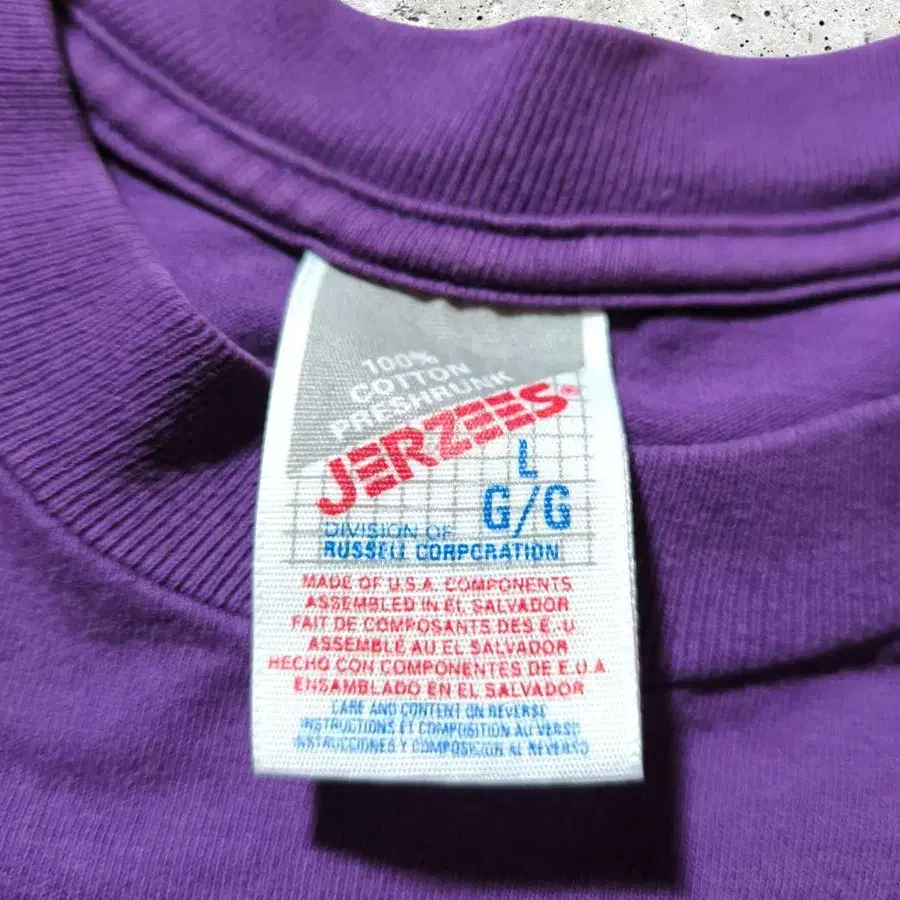 100%
COTTON
PRESHRUNK
JERZEES®
L
G/G
DIVISION OF
RUSSELL CORPORATION
MADE OF U.S.A. COMPONENTS
ASSEMBLED IN EL SALVADOR
FAIT DE COMPOSANTS DES É.U.
ASSEMBLÉ AU EL SALVADOR
HECHO CON COMPONENTES DE E.U.A
ENSAMBLADO EN EL SALVADOR
CARE AND CONTENT ON REVERSE
INSTRUCTIONS ET COMPOSITION AU VERSO
INSTRUCCIONES Y COMPOSICION AL REVERSO